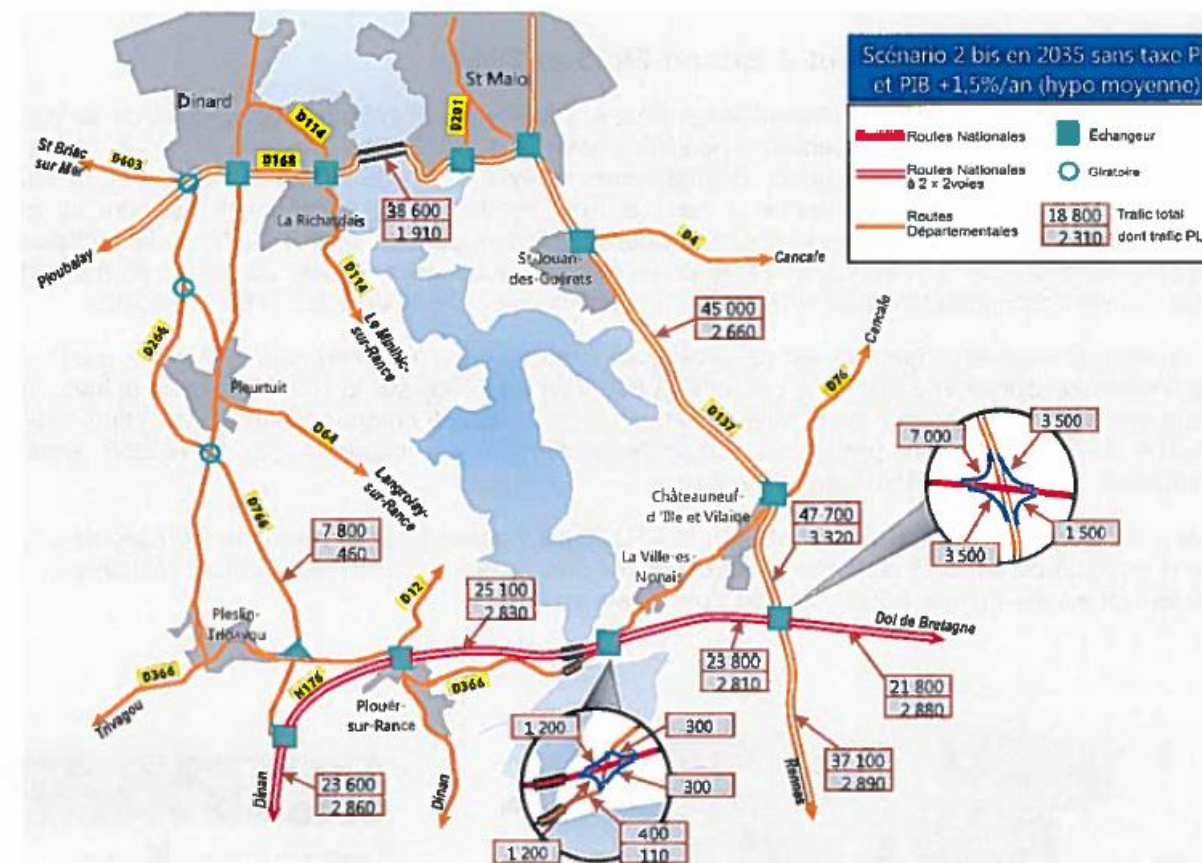 Scénario 2 bis en 2035 sans taxe P
et PIB +1,5%/an (hypo moyenne)
Routes Nationales
Échangeur
Routes Nationales
à 2 x 2voies
Giratoire
Routes
Départementales
18 800
2 310
Trafic total
dont trafic PL
Dinard
St Malo
D201
D114
D168
D603
St Briac
sur Mer
La Richardais
38 600
1 910
Ploubalay
D114
Le Minihic-
sur-Rance
St Jouan-
des-Guérets
D4
Cancale
45 000
2 660
Cancale
D76
D137
D266
Pleurtuit
D64
Langrolay-
sur-Rance
D766
7 800
460
7 000
3 500
3 500
1 500
Châteauneuf-
d'Ille et Vilaine
47 700
3 320
La Ville-es-
Nonais
25 100
2 830
D12
Pleslin-
Trigavou
D366
Trivagou
N176
D366
Plouër-
sur-Rance
Dol de Bretagne
23 800
2 810
21 800
2 880
37 100
2 890
Rennes
Dinan
23 600
2 860
Dinan
1 200
300
300
400
110
1 200